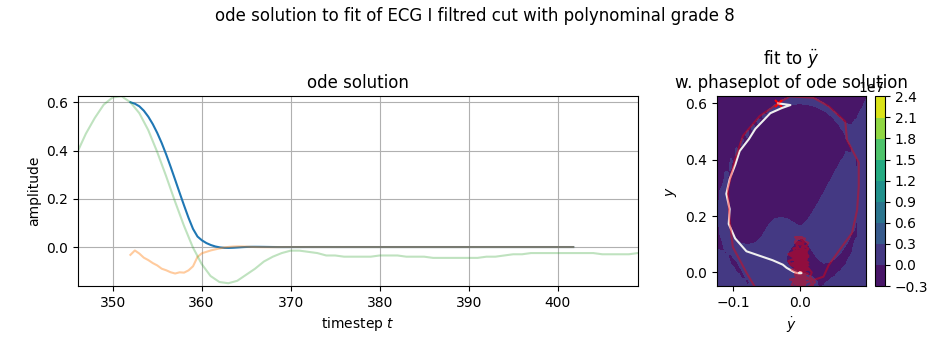 ode solution to fit of ECG I filtred cut with polynominal grade 8
ode solution
amplitude
0.6
0.4
0.2
0.0
350
360
370
380
390
400
timestep t
fit to ÿ
w. phaseplot of ode solution
1e7
y
0.6
0.4
0.2
0.0
−0.1
0.0
ẏ
2.4
2.1
1.8
1.5
1.2
0.9
0.6
0.3
0.0
−0.3